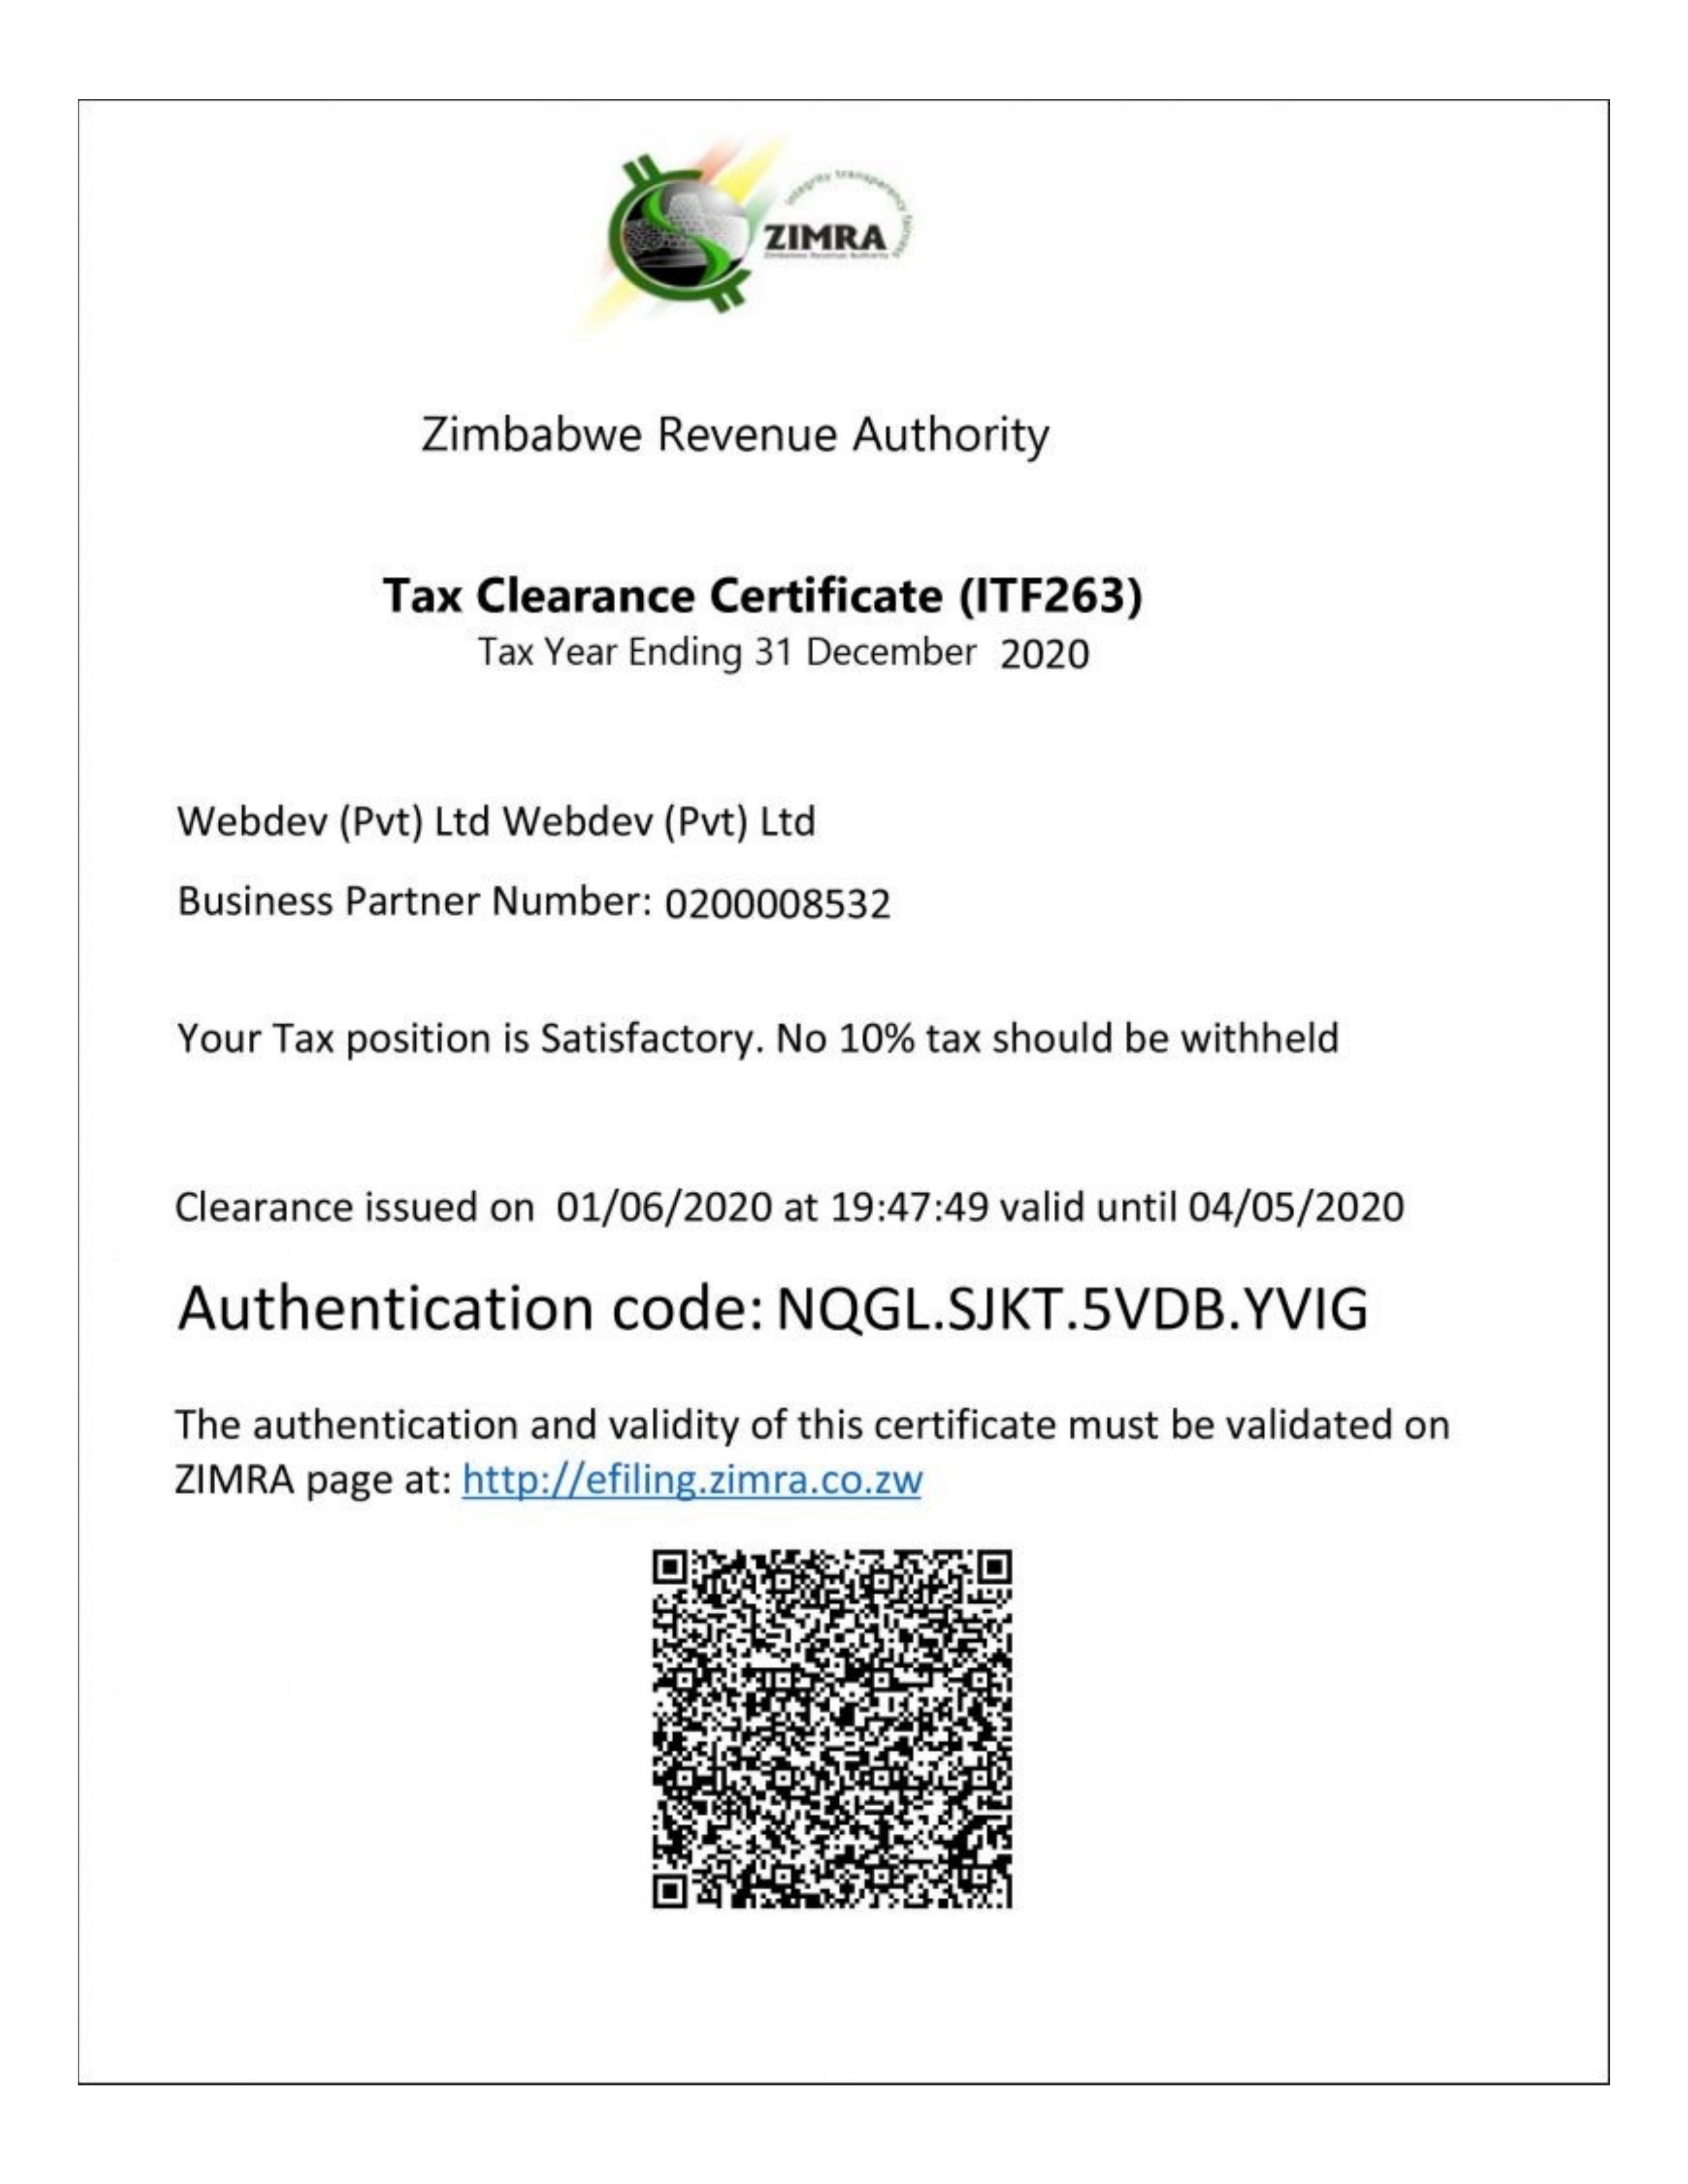 integrity transparency fairness
ZIMRA
Zimbabwe Revenue Authority
Zimbabwe Revenue Authority
Tax Clearance Certificate (ITF263)
Tax Year Ending 31 December 2020
Webdev (Pvt) Ltd Webdev (Pvt) Ltd
Business Partner Number: 0200008532
Your Tax position is Satisfactory. No 10% tax should be withheld
Clearance issued on 01/06/2020 at 19:47:49 valid until 04/05/2020
Authentication code: NQGL.SJKT.5VDB.YVIG
The authentication and validity of this certificate must be validated on
ZIMRA page at: http://efiling.zimra.co.zw